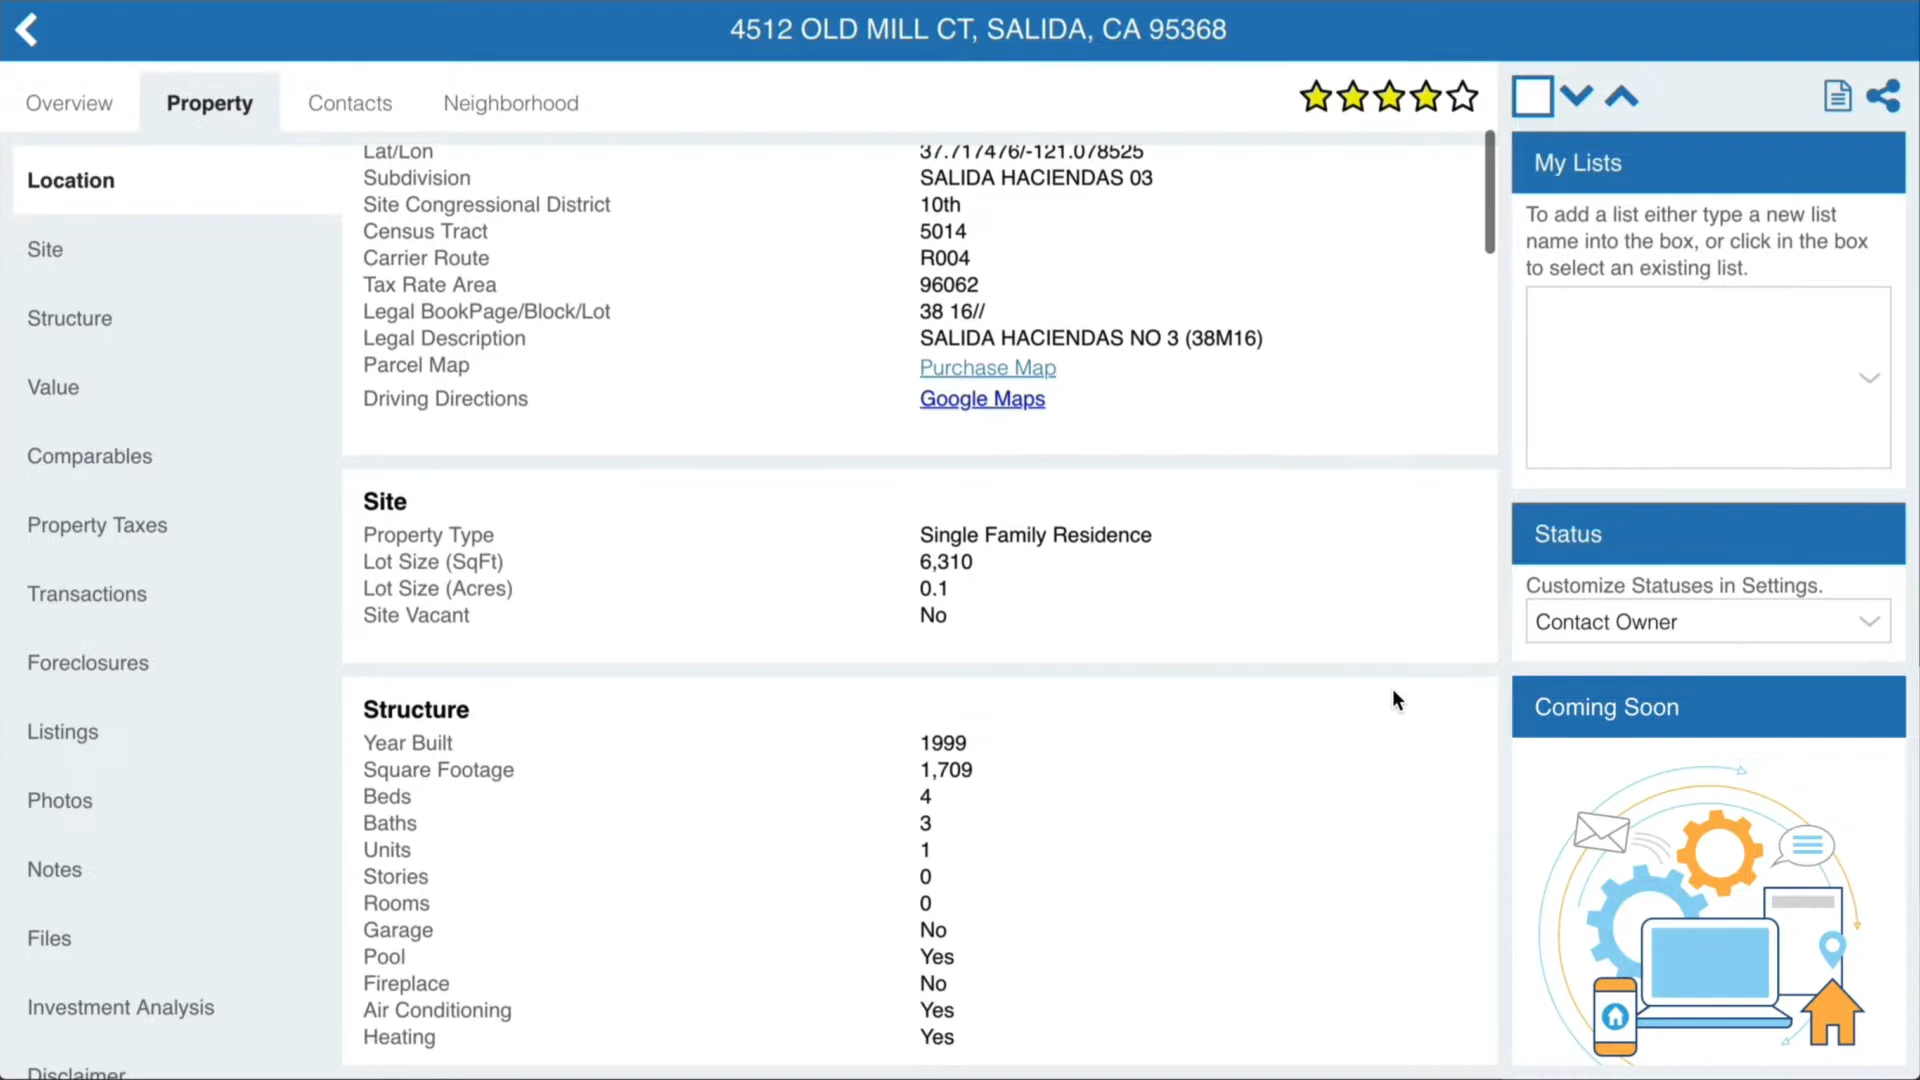 4512 OLD MILL CT, SALIDA, CA 95368
Overview
Property
Contacts
Neighborhood
Location
Site
Structure
Value
Comparables
Property Taxes
Transactions
Foreclosures
Listings
Photos
Notes
Files
Investment Analysis
Disclaimer
Lat/Lon 37.717476/-121.078525
Subdivision SALIDA HACIENDAS 03
Site Congressional District 10th
Census Tract 5014
Carrier Route R004
Tax Rate Area 96062
Legal BookPage/Block/Lot 38 16//
Legal Description SALIDA HACIENDAS NO 3 (38M16)
Parcel Map Purchase Map
Driving Directions Google Maps
Site
Property Type Single Family Residence
Lot Size (SqFt) 6,310
Lot Size (Acres) 0.1
Site Vacant No
Structure
Year Built 1999
Square Footage 1,709
Beds 4
Baths 3
Units 1
Stories 0
Rooms 0
Garage No
Pool Yes
Fireplace No
Air Conditioning Yes
Heating Yes
My Lists
To add a list either type a new list
name into the box, or click in the box
to select an existing list.
Status
Customize Statuses in Settings.
Contact Owner
Coming Soon